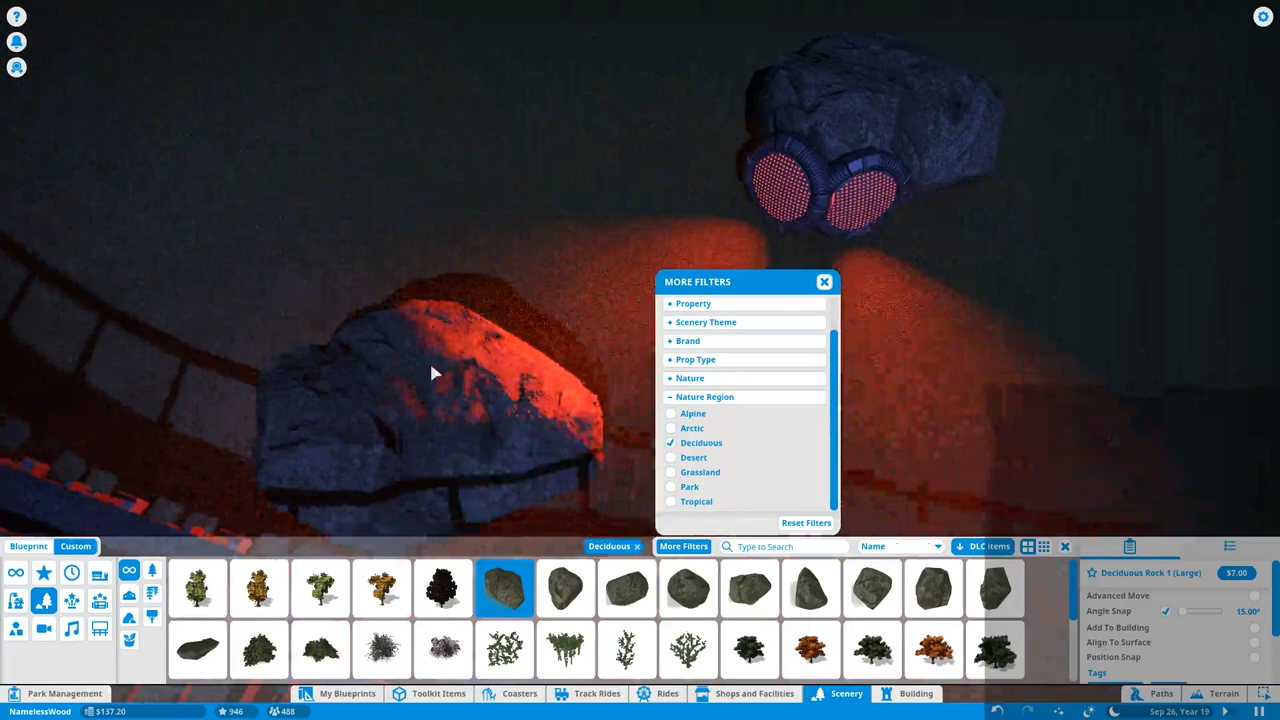 MORE FILTERS
+ Property
+ Scenery Theme
+ Brand
+ Prop Type
+ Nature
- Nature Region
Alpine
Arctic
Deciduous
Desert
Grassland
Park
Tropical
Reset Filters
Blueprint Custom
Deciduous ×
More Filters
Type to Search
Name
DLC Items
Deciduous Rock 1 (Large)
$7.00
Advanced Move
Angle Snap
15.00°
Add To Building
Align To Surface
Position Snap
Tags
Park Management
My Blueprints
Toolkit Items
Coasters
Track Rides
Rides
Shops and Facilities
Scenery
Building
Paths
Terrain
NamelessWood
$137.20
946
488
Sep 26, Year 19